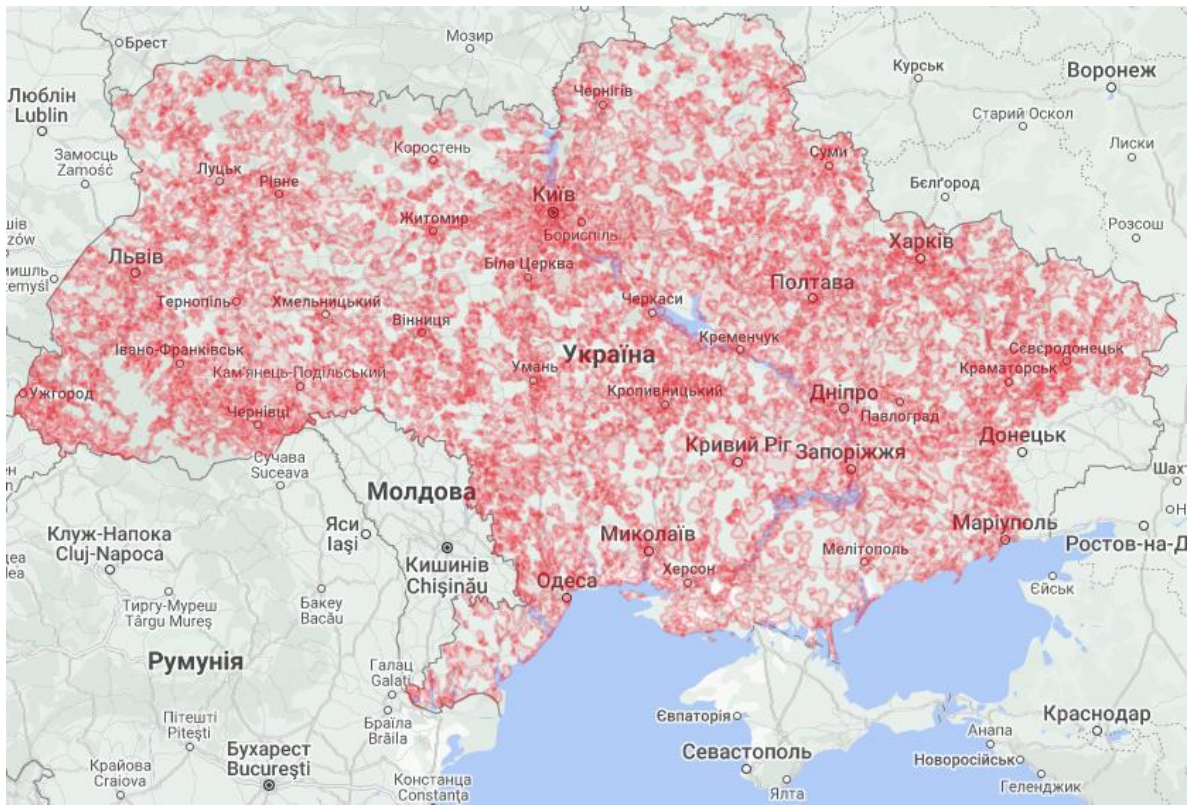 Брест
Мозир
Курськ
Воронеж
Люблін
Lublin
Чернігів
Старий Оскол
Замосць
Zamość
Коростень
Суми
Лиски
Луцьк
Рівне
Бєлґород
Київ
Житомир
Бориспіль
Розсош
Львів
Харків
Біла Церква
Полтава
Тернопіль
Хмельницький
Черкаси
Вінниця
Кременчук
Івано-Франківськ
Україна
Сєвєродонецьк
Умань
Краматорськ
Ужгород
Кам'янець-Подільський
Кропивницький
Дніпро
Павлоград
Чернівці
Донецьк
Кривий Ріг
Запоріжжя
Сучава
Suceava
Молдова
Маріуполь
Клуж-Напока
Cluj-Napoca
Яси
Iași
Миколаїв
Мелітополь
Ростов-на-Д
Кишинів
Chișinău
Херсон
Одеса
Єйськ
Тиргу-Муреш
Târgu Mureș
Бакеу
Bacău
Румунія
Галац
Galați
Пітешті
Pitești
Браїла
Brăila
Євпаторія
Краснодар
Анапа
Бухарест
București
Севастополь
Новоросійськ
Крайова
Craiova
Констанца
Constanța
Ялта
Геленджик